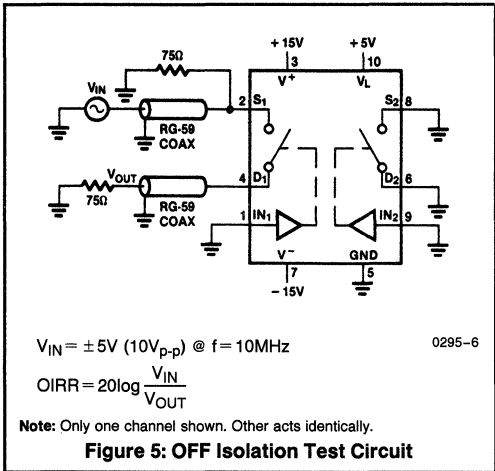 +15V +5V
75Ω 3 10
V+ VL
VIN 2 S1 S2 8
RG-59
COAX
VOUT 4 D1 D2 6
75Ω RG-59
COAX
1 IN1 IN2 9
V− GND
7 5
−15V
VIN = ±5V (10Vp-p) @ f = 10MHz 0295–6
OIRR = 20log VIN
VOUT
Note: Only one channel shown. Other acts identically.
Figure 5: OFF Isolation Test Circuit